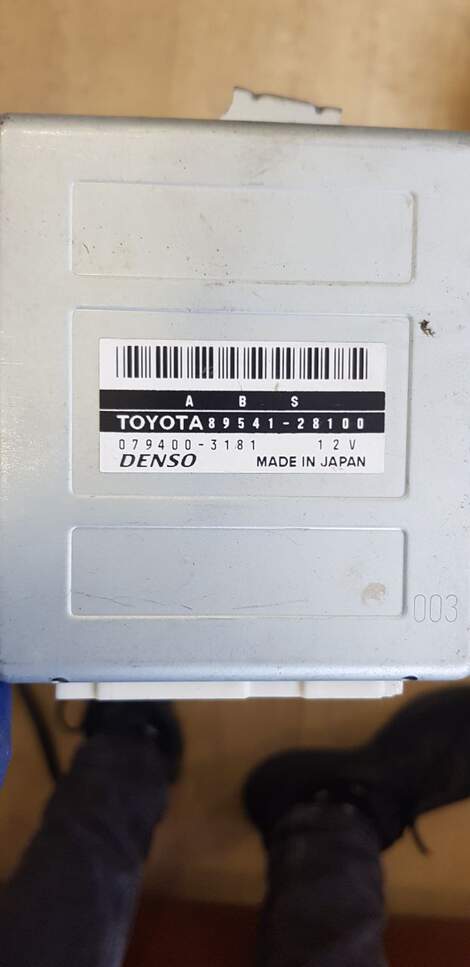 A B S
TOYOTA 89541-28100
079400-3181 12V
DENSO MADE IN JAPAN
003